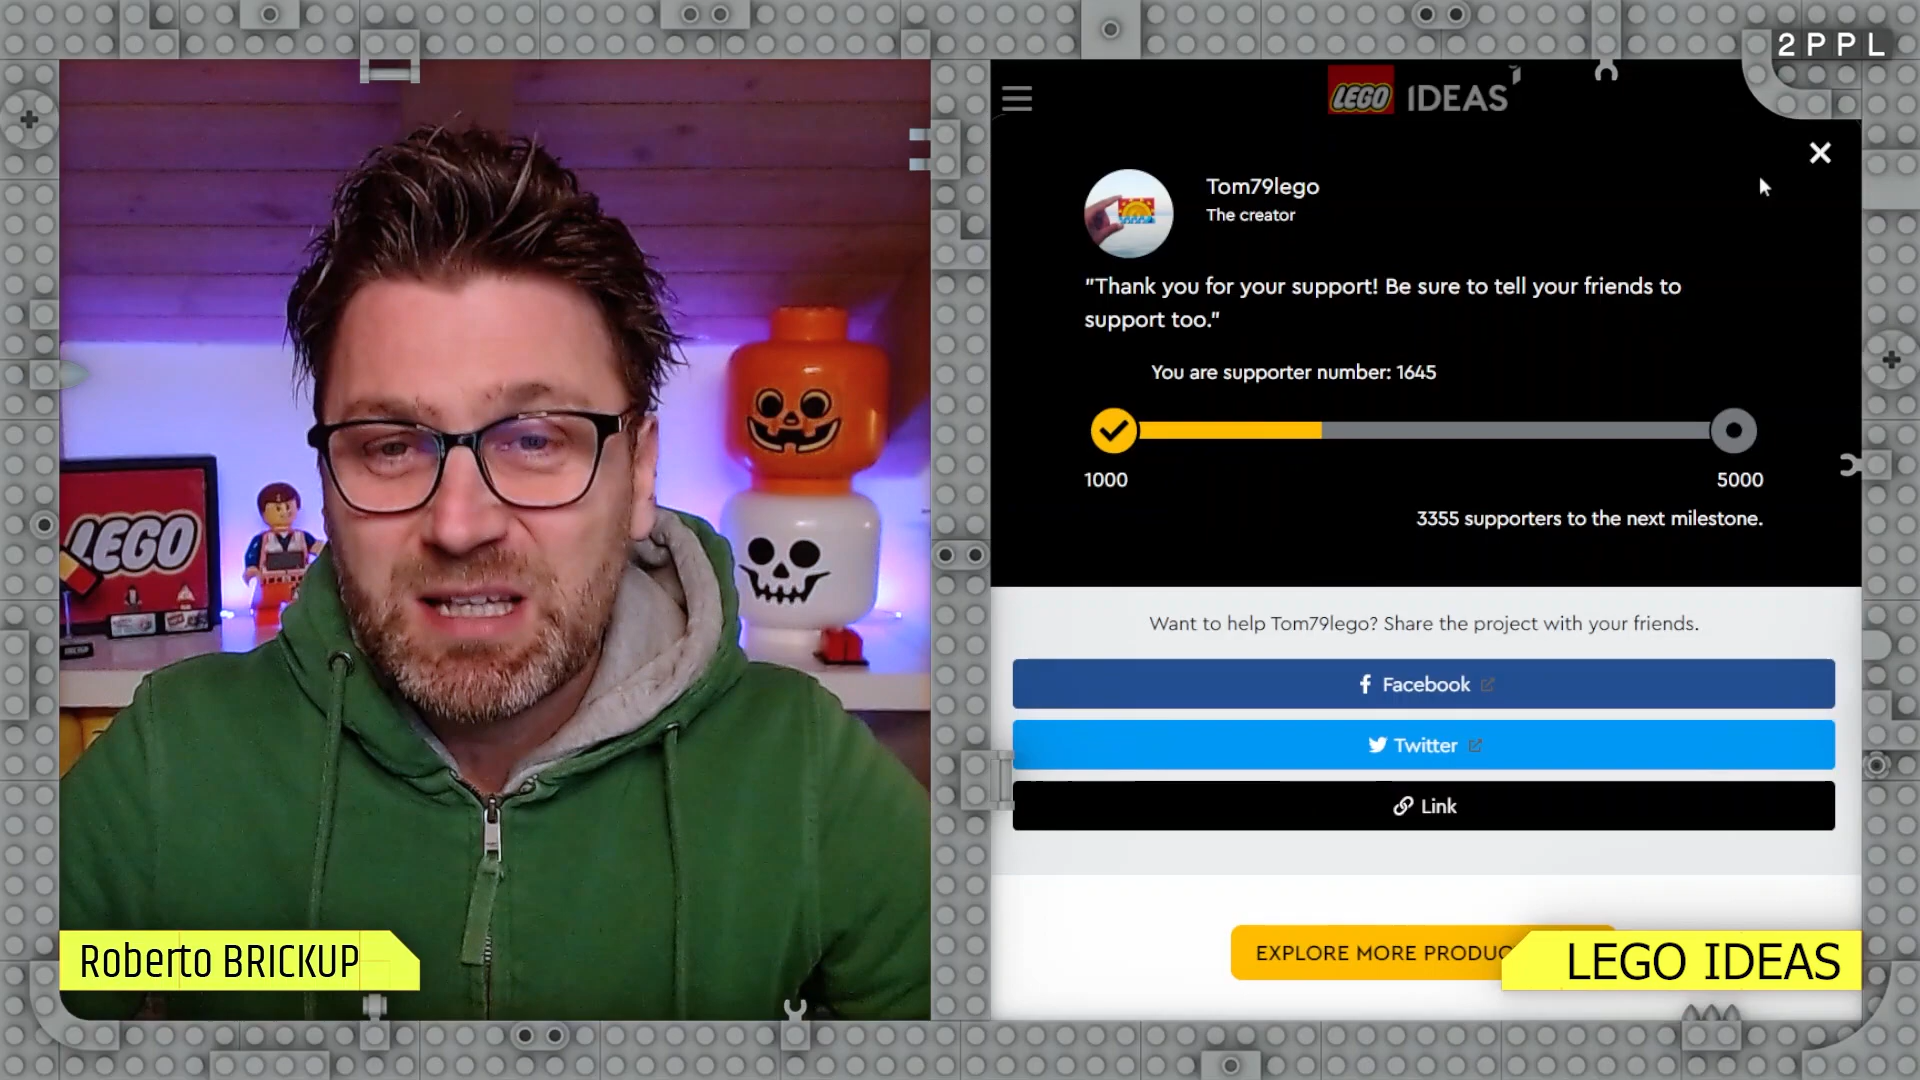 2PPL
LEGO IDEAS
Tom79lego
The creator
"Thank you for your support! Be sure to tell your friends to
support too."
You are supporter number: 1645
1000
5000
3355 supporters to the next milestone.
LEGO
Want to help Tom79lego? Share the project with your friends.
Facebook
Twitter
Link
EXPLORE MORE PRODUC
Roberto BRICKUP
LEGO IDEAS